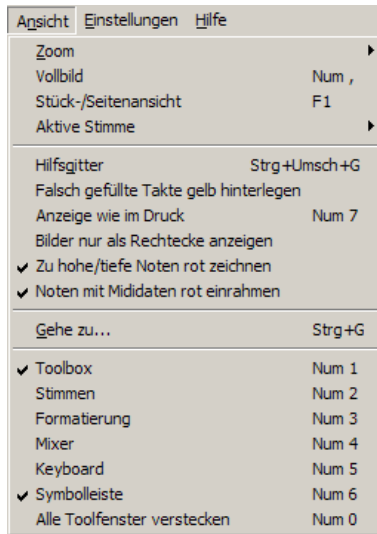 Ansicht Einstellungen Hilfe
Zoom
Vollbild Num ,
Stück-/Seitenansicht F1
Aktive Stimme
Hilfsgitter Strg+Umsch+G
Falsch gefüllte Takte gelb hinterlegen
Anzeige wie im Druck Num 7
Bilder nur als Rechtecke anzeigen
Zu hohe/tiefe Noten rot zeichnen
Noten mit Mididaten rot einrahmen
Gehe zu... Strg+G
Toolbox Num 1
Stimmen Num 2
Formatierung Num 3
Mixer Num 4
Keyboard Num 5
Symbolleiste Num 6
Alle Toolfenster verstecken Num 0